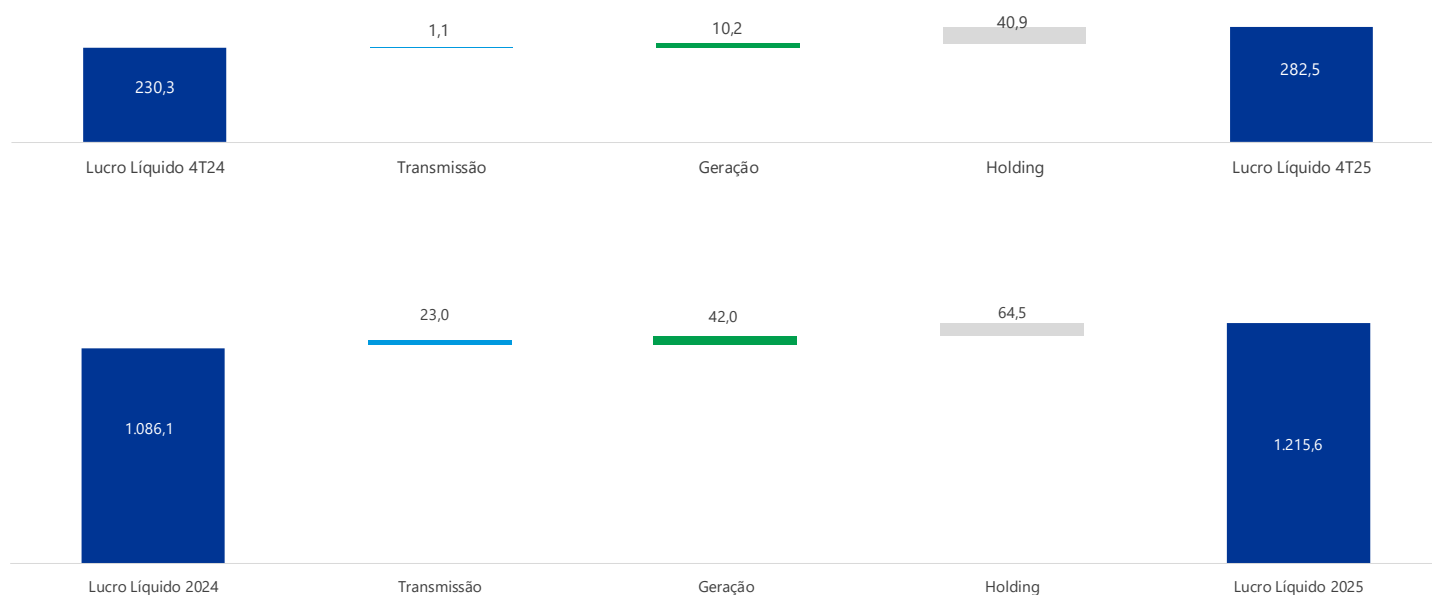 1,1 10,2 40,9
230,3 282,5
Lucro Líquido 4T24 Transmissão Geração Holding Lucro Líquido 4T25
23,0 42,0 64,5
1.086,1 1.215,6
Lucro Líquido 2024 Transmissão Geração Holding Lucro Líquido 2025